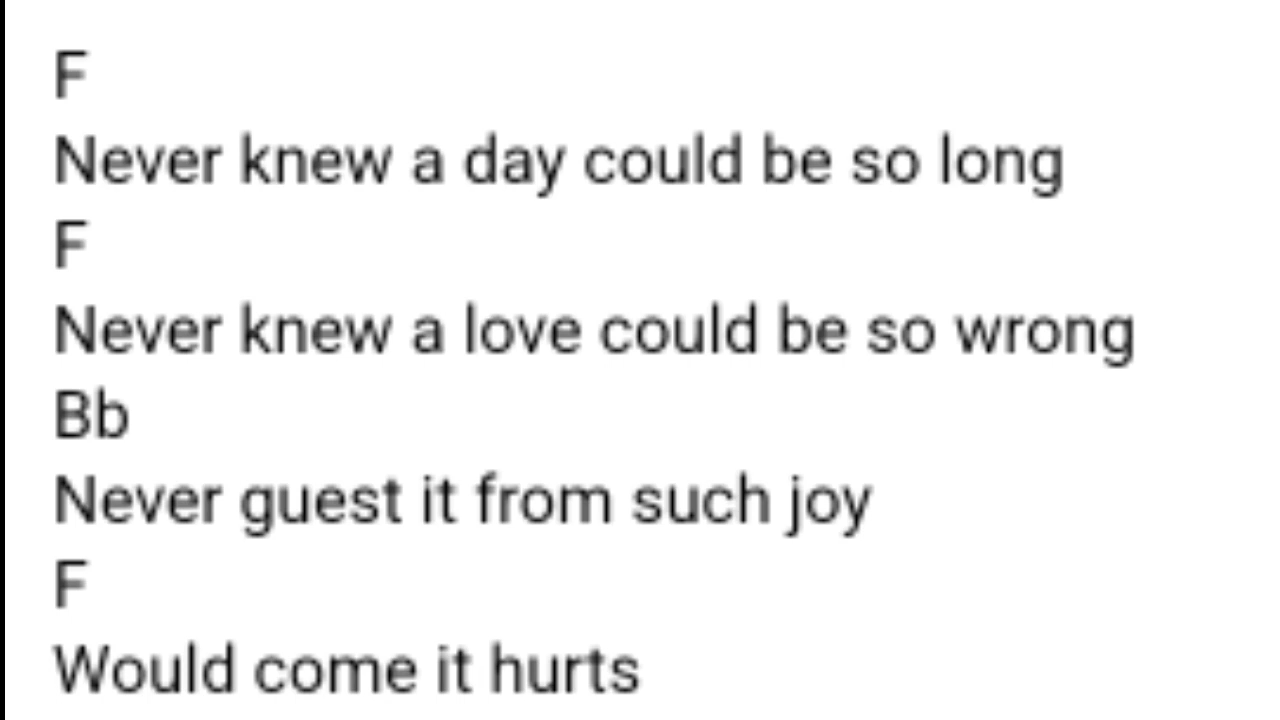 F
Never knew a day could be so long
F
Never knew a love could be so wrong
Bb
Never guest it from such joy
F
Would come it hurts